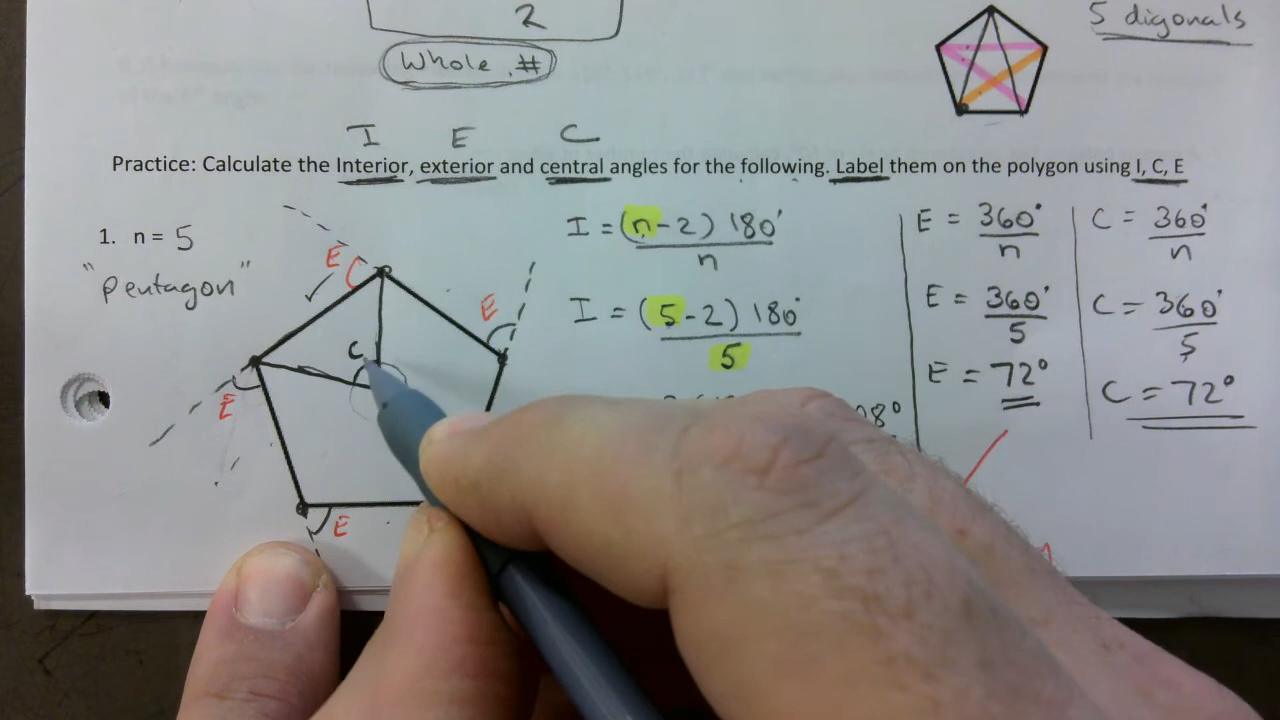 2
Whole #
5 digonals
I E C
Practice: Calculate the Interior, exterior and central angles for the following. Label them on the polygon using I, C, E
1. n = 5
"Pentagon"
E
E
C
E
E
I = (n-2) 180°
n
I = (5-2) 180°
5
08°
E = 360°
n
E = 360°
5
E = 72°
C = 360°
n
C = 360°
5
C = 72°